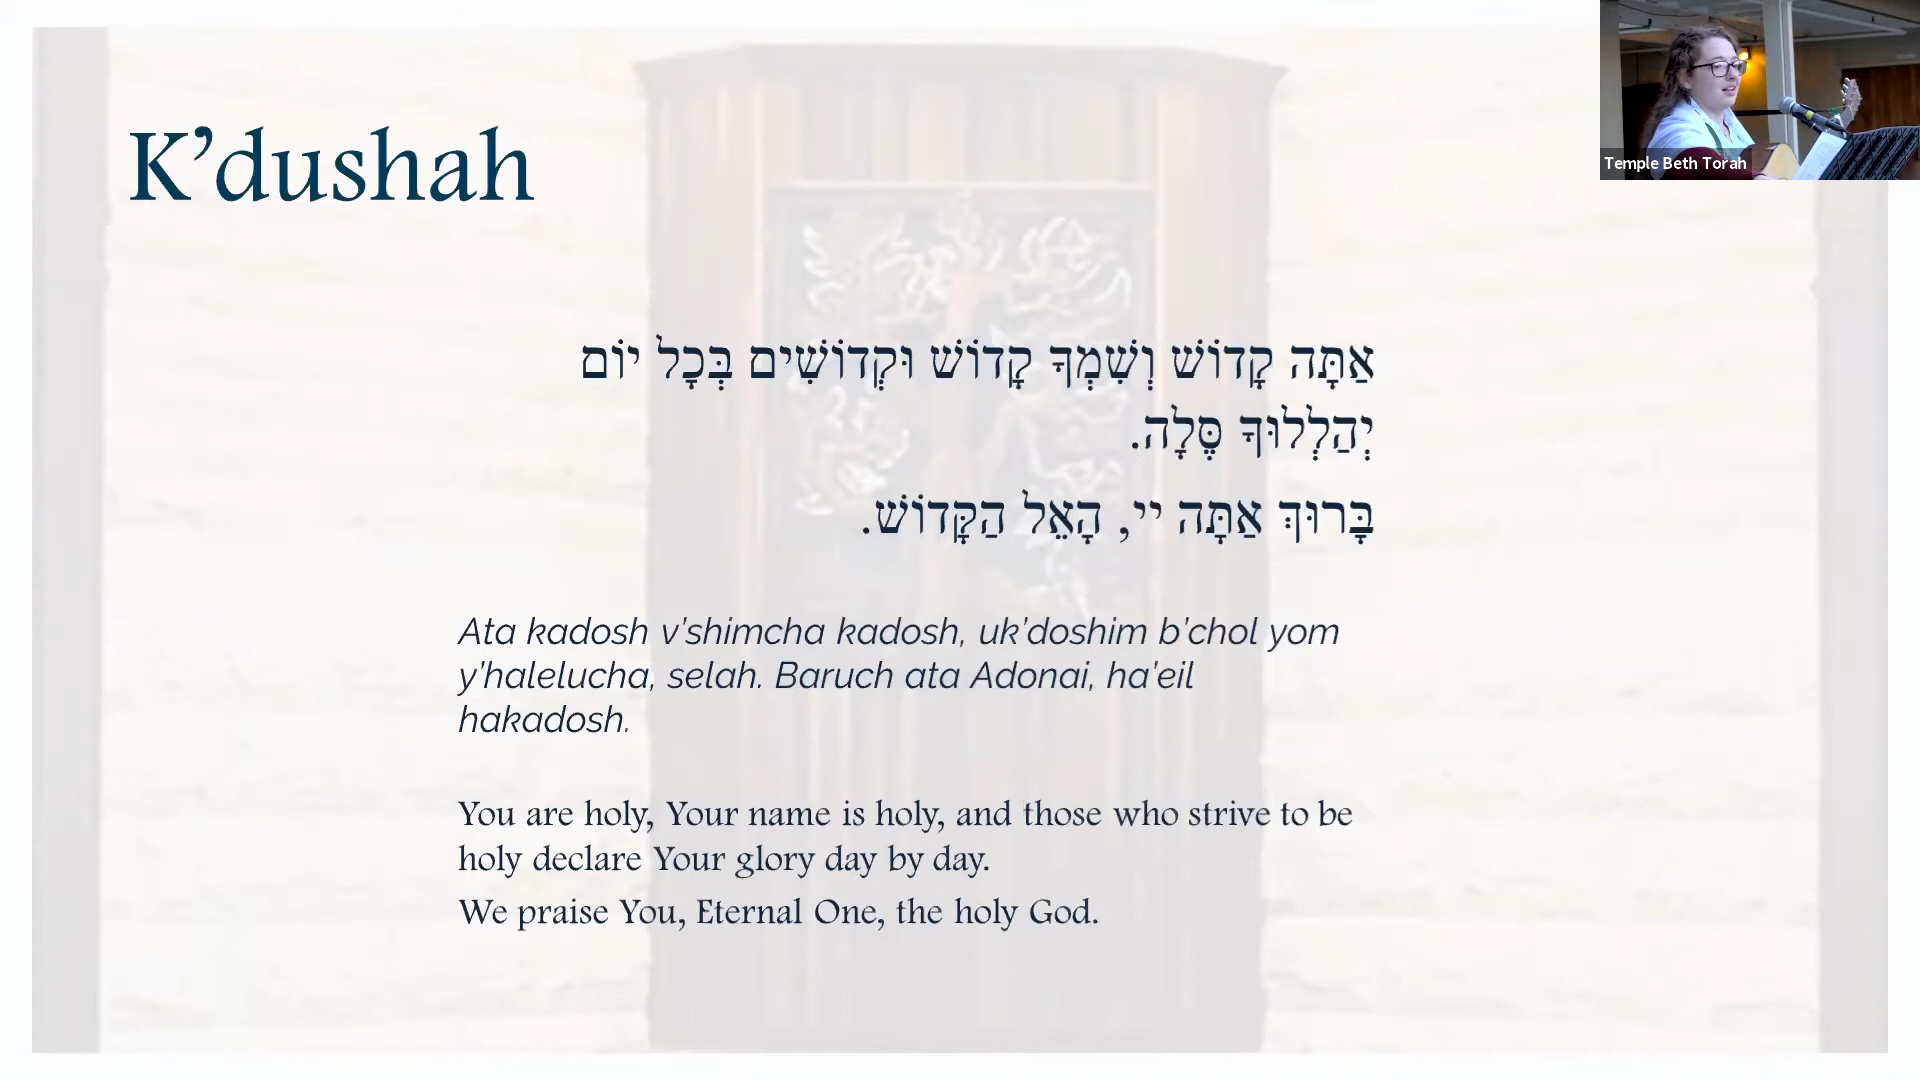 K’dushah
Temple Beth Torah
אַתָּה קָדוֹשׁ וְשִׁמְךָ קָדוֹשׁ וּקְדוֹשִׁים בְּכָל יוֹם
יְהַלְלוּךָ סֶּלָה.
בָּרוּךְ אַתָּה יי, הָאֵל הַקָּדוֹשׁ.
Ata kadosh v’shimcha kadosh, uk’doshim b’chol yom
y’halelucha, selah. Baruch ata Adonai, ha’eil
hakadosh.
You are holy, Your name is holy, and those who strive to be
holy declare Your glory day by day.
We praise You, Eternal One, the holy God.